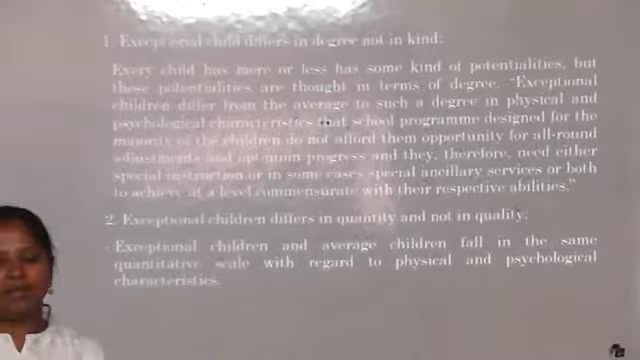 1. Exceptional child differs in degree not in kind:
Every child has more or less has some kind of potentialities, but
these potentialities are thought in terms of degree. "Exceptional
children differ from the average to such a degree in physical and
psychological characteristics that school programme designed for the
majority of the children do not afford them opportunity for all-round
adjustments and optimum progress and they, therefore, need either
special instruction or in some cases special ancillary services or both
to achieve at a level commensurate with their respective abilities."
2. Exceptional children differs in quantity and not in quality:
Exceptional children and average children fall in the same
quantitative scale with regard to physical and psychological
characteristics.